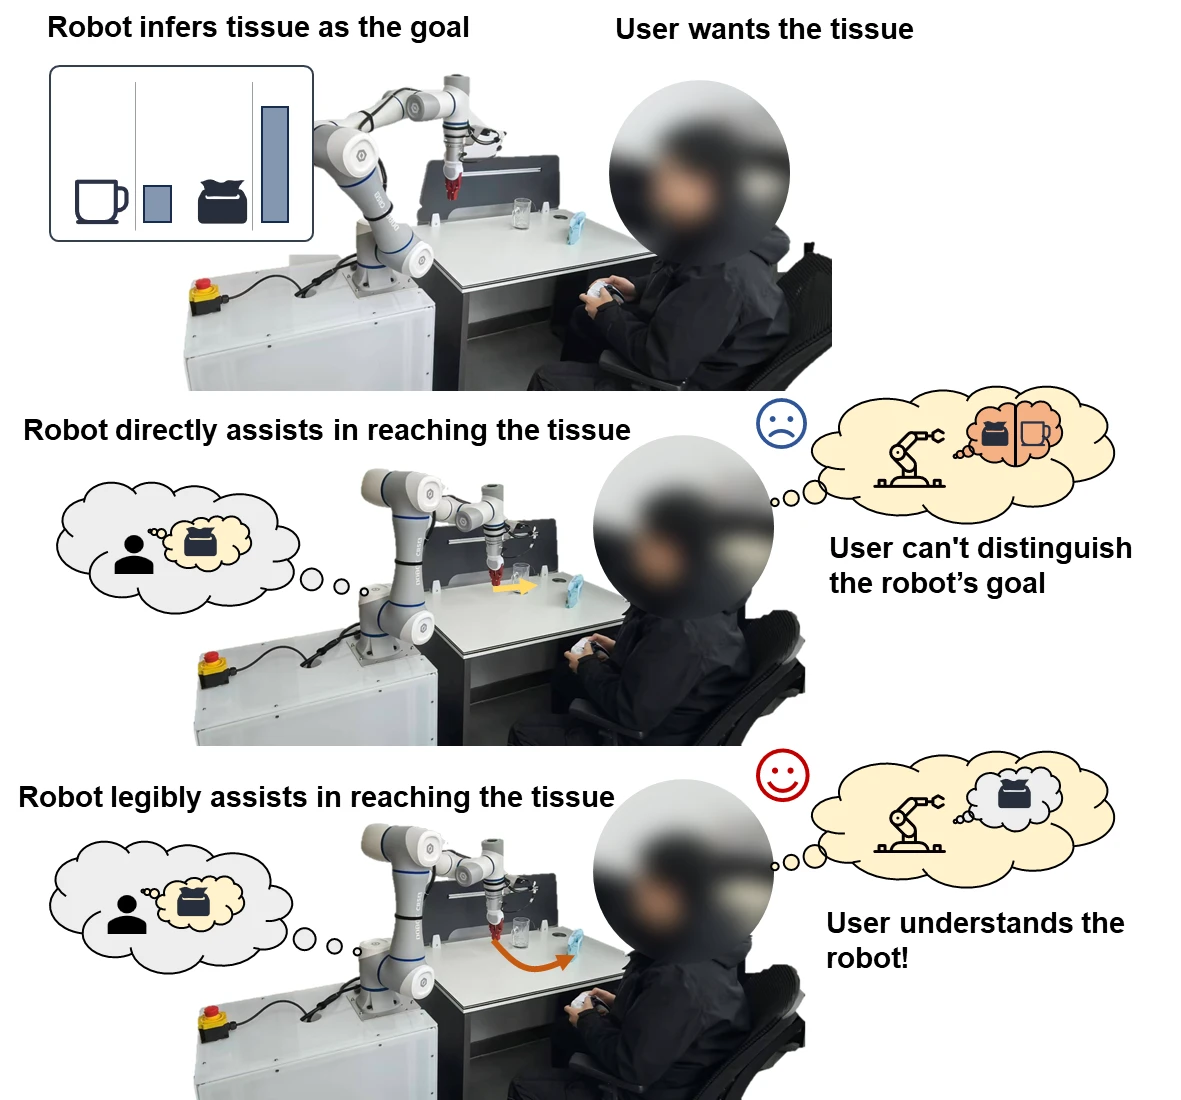 Robot infers tissue as the goal
User wants the tissue
Robot directly assists in reaching the tissue
User can't distinguish
the robot’s goal
Robot legibly assists in reaching the tissue
User understands the
robot!